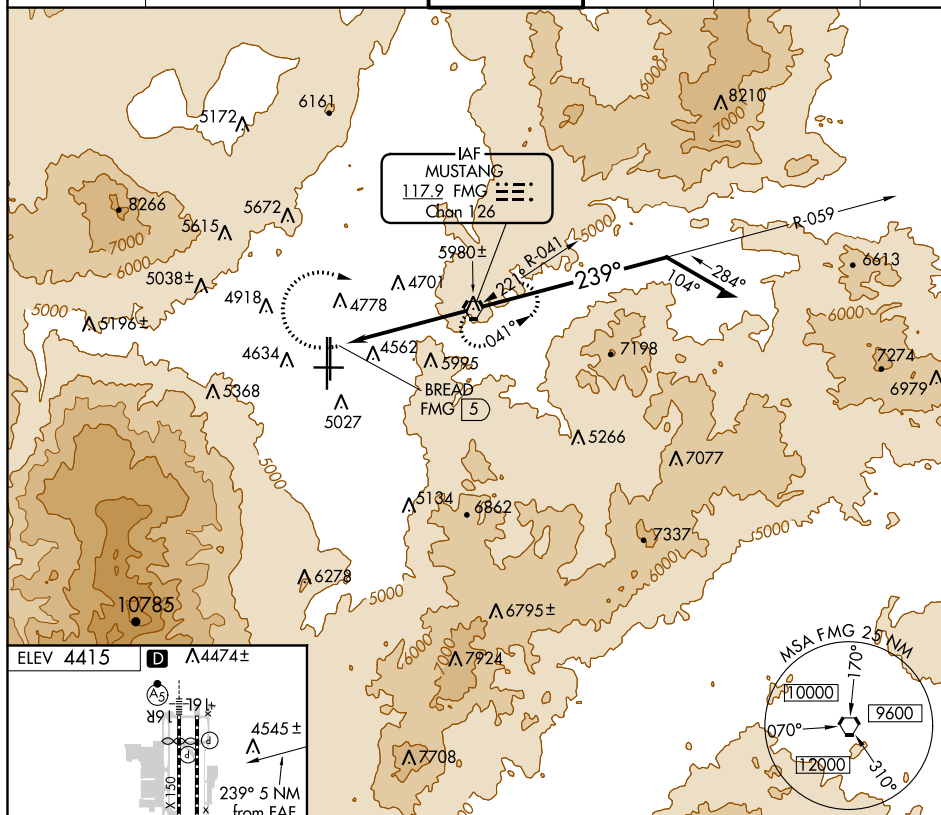 6000
8210
7000
6161
5172
IAF
MUSTANG
117.9 FMG
Chan 126
8266
7000
6000
5672
5615
5000
R-059
5980±
221° R-041
239°
284°
104°
6613
5038±
4701
4918
4778
6000
5000
5196±
041°
4634
4562
5995
7198
7274
6979
5368
BREAD
FMG 5
5027
5266
7077
5000
5134
6862
7337
5000
6000
6278
5000
10785
6795±
7924
7000
7708
ELEV 4415
D
4474±
A5
16R
16L
P
P
4545±
X 150
239° 5 NM
from FAF
MSA FMG 25 NM
170°
10000
9600
070°
12000
310°